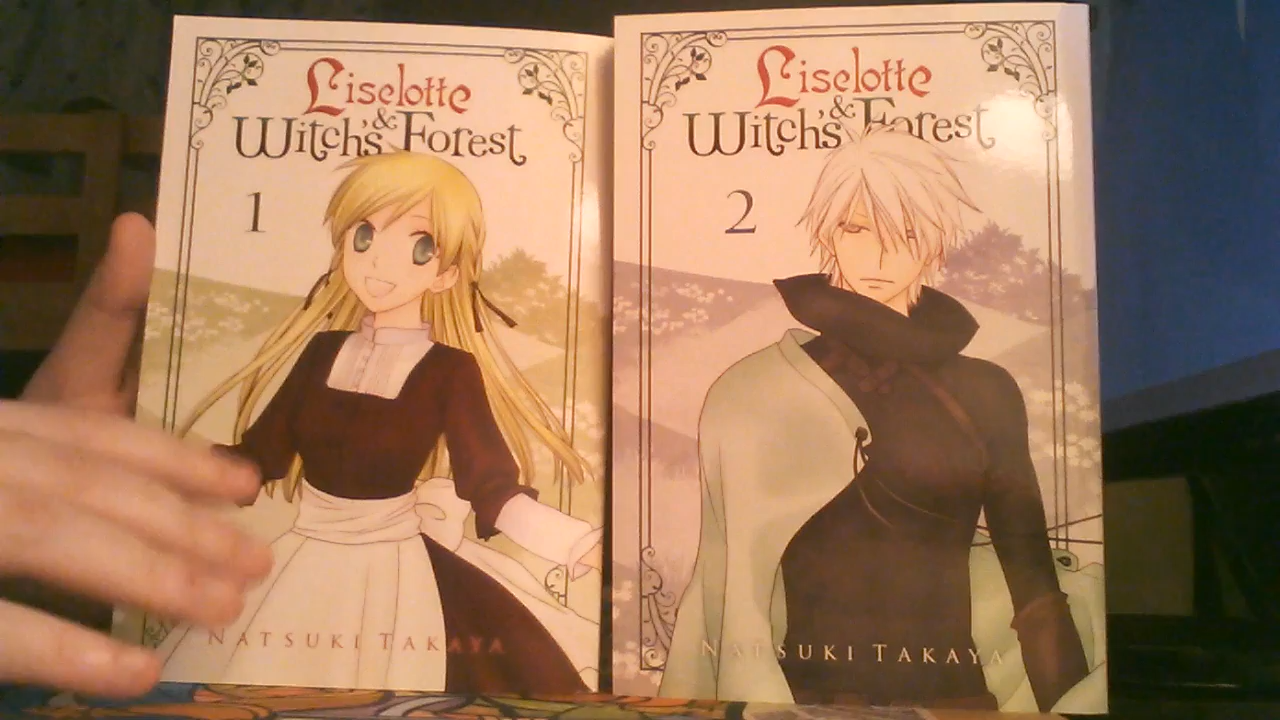 Liselotte
&
Witch's Forest
1
NATSUKI TAKAYA
Liselotte
&
Witch's Forest
2
NATSUKI TAKAYA